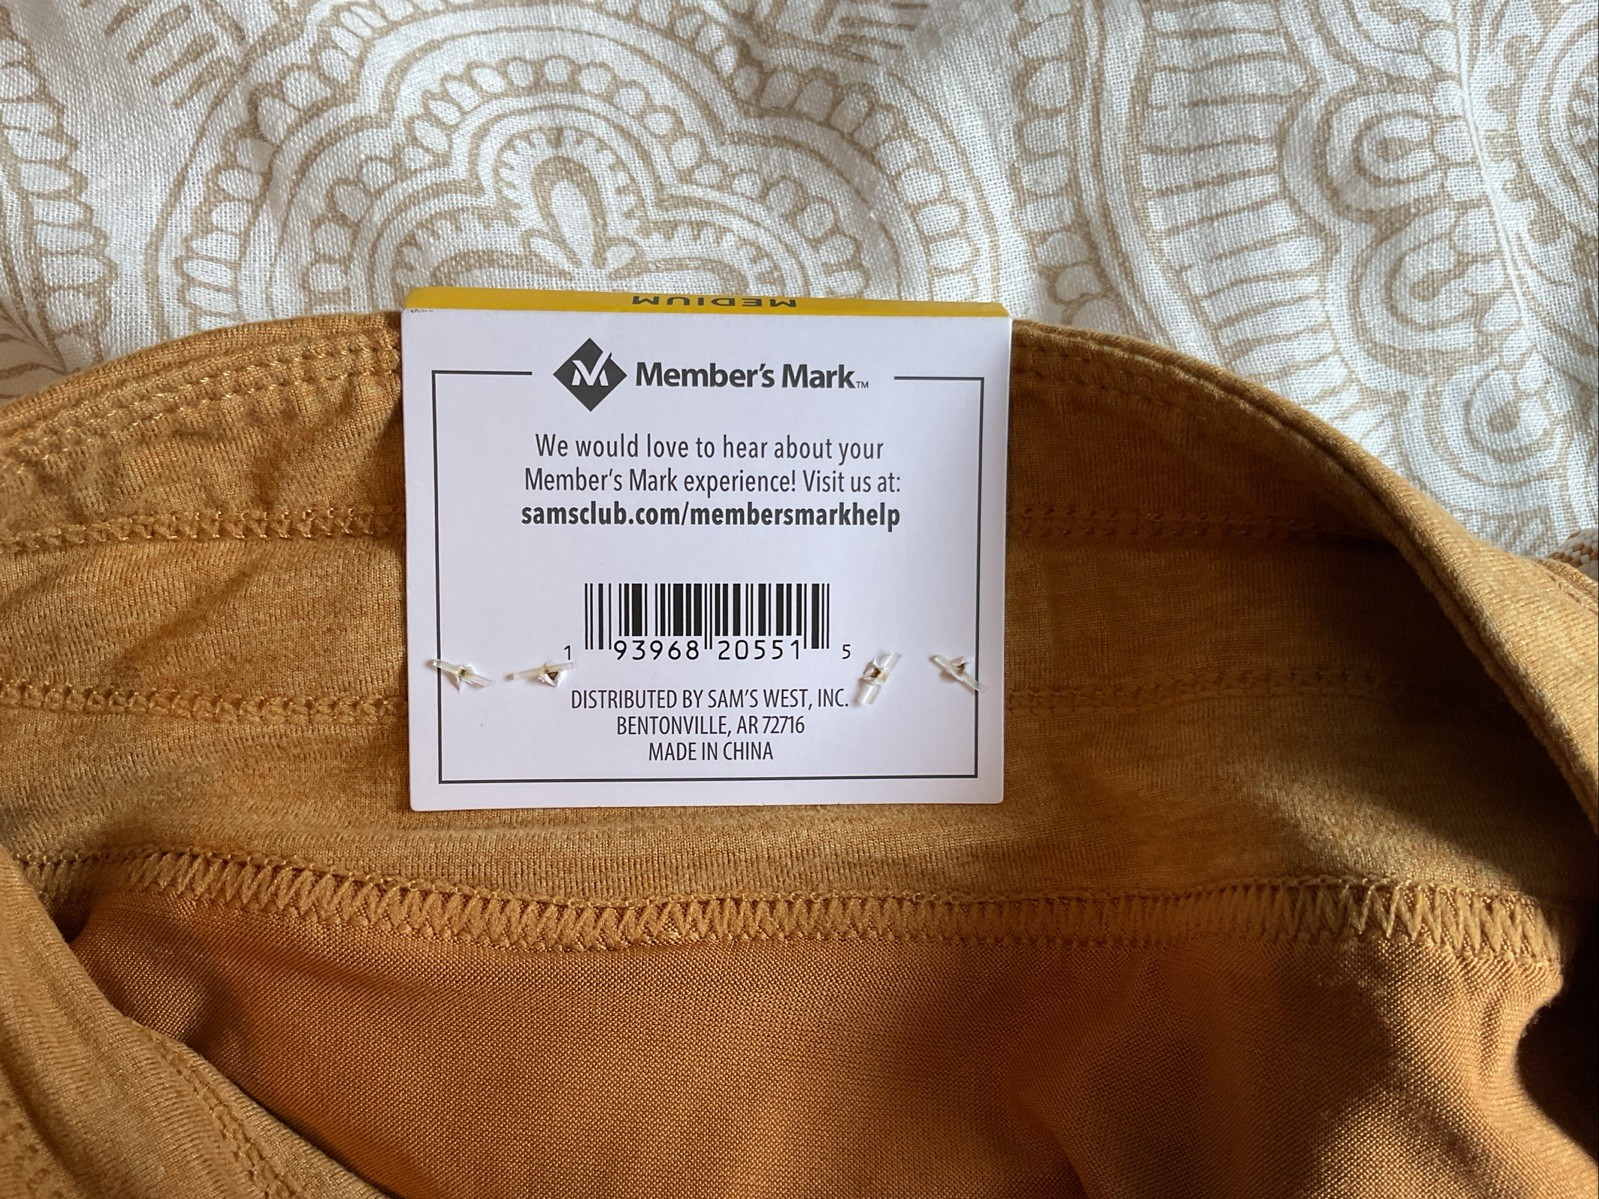 MEDIUM
Member's Mark™
We would love to hear about your
Member's Mark experience! Visit us at:
samsclub.com/membersmarkhelp
1 93968 20551 5
DISTRIBUTED BY SAM'S WEST, INC.
BENTONVILLE, AR 72716
MADE IN CHINA